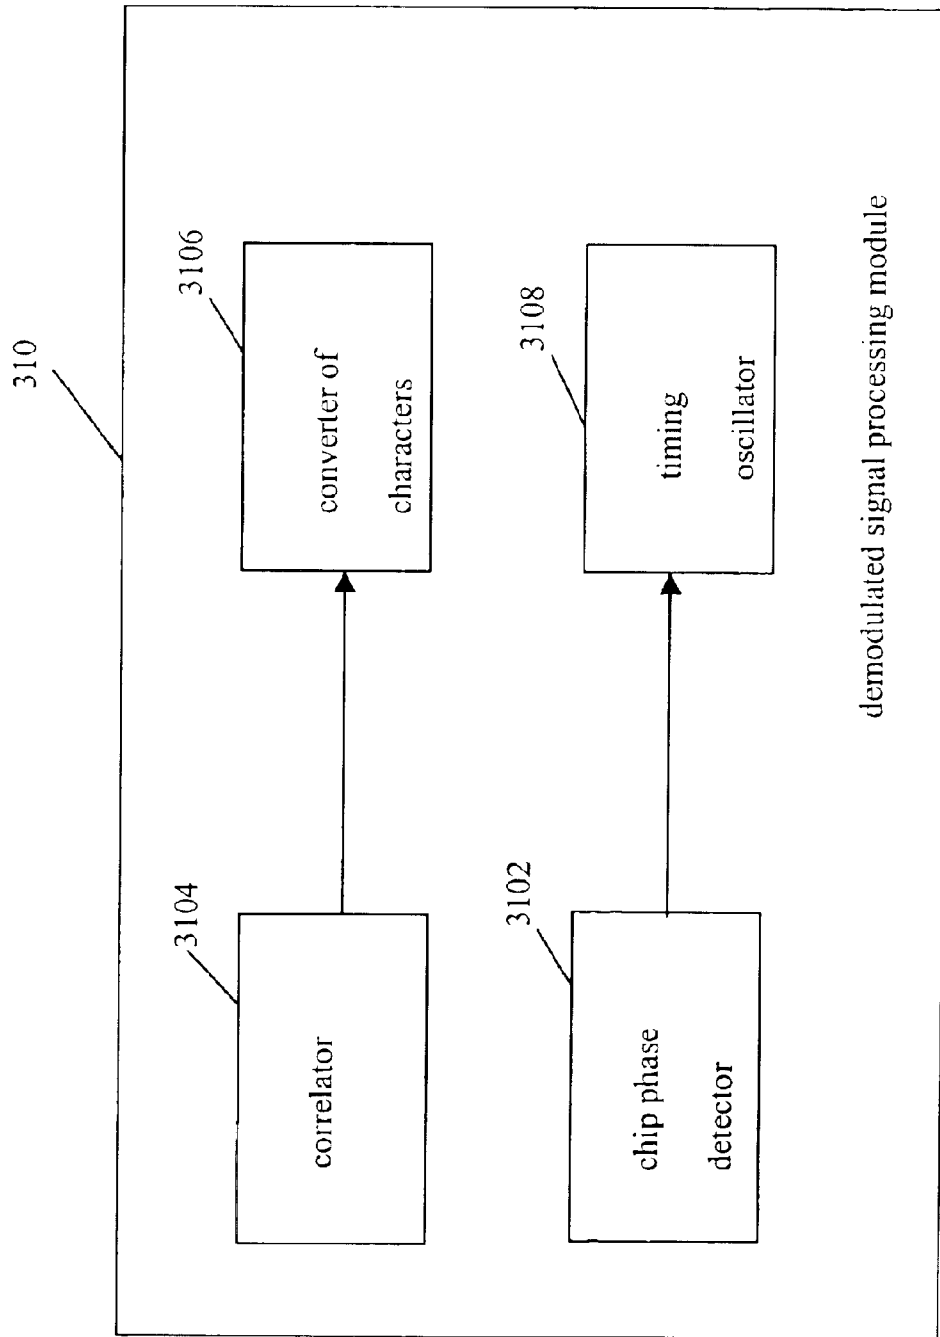 310
3104
3106
correlator
converter of
characters
3102
3108
chip phase
detector
timing
oscillator
demodulated signal processing module